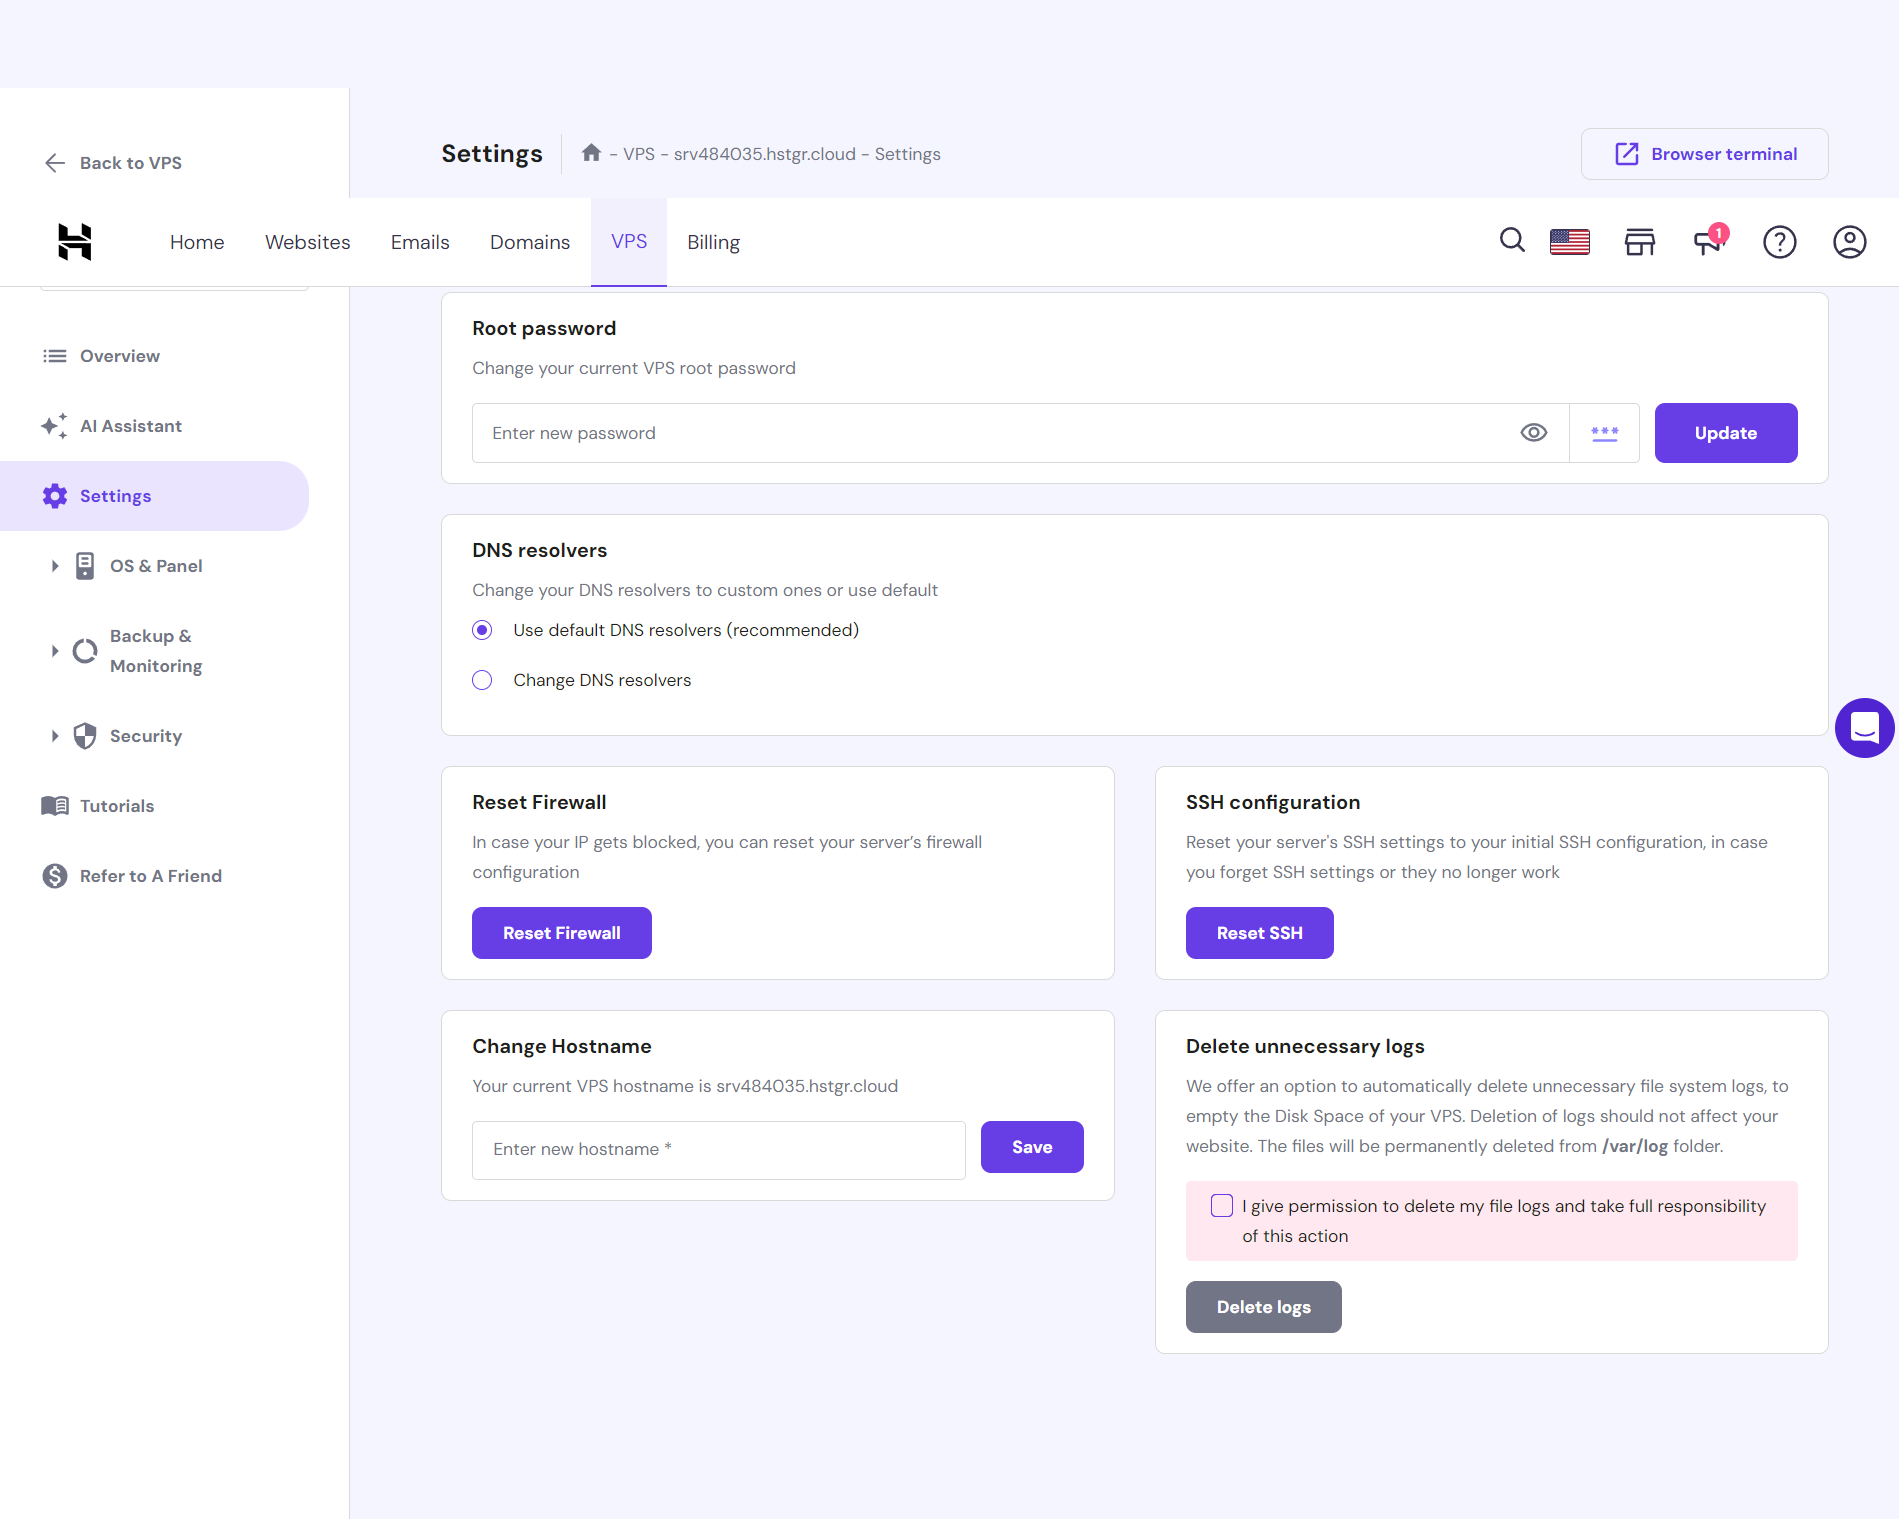 Back to VPS
Settings
- VPS - srv484035.hstgr.cloud - Settings
Browser terminal
Home
Websites
Emails
Domains
VPS
Billing
1
Overview
AI Assistant
Settings
OS & Panel
Backup &
Monitoring
Security
Tutorials
Refer to A Friend
Root password
Change your current VPS root password
Enter new password
***
Update
DNS resolvers
Change your DNS resolvers to custom ones or use default
Use default DNS resolvers (recommended)
Change DNS resolvers
Reset Firewall
In case your IP gets blocked, you can reset your server’s firewall
configuration
Reset Firewall
SSH configuration
Reset your server's SSH settings to your initial SSH configuration, in case
you forget SSH settings or they no longer work
Reset SSH
Change Hostname
Your current VPS hostname is srv484035.hstgr.cloud
Enter new hostname *
Save
Delete unnecessary logs
We offer an option to automatically delete unnecessary file system logs, to
empty the Disk Space of your VPS. Deletion of logs should not affect your
website. The files will be permanently deleted from /var/log folder.
I give permission to delete my file logs and take full responsibility
of this action
Delete logs